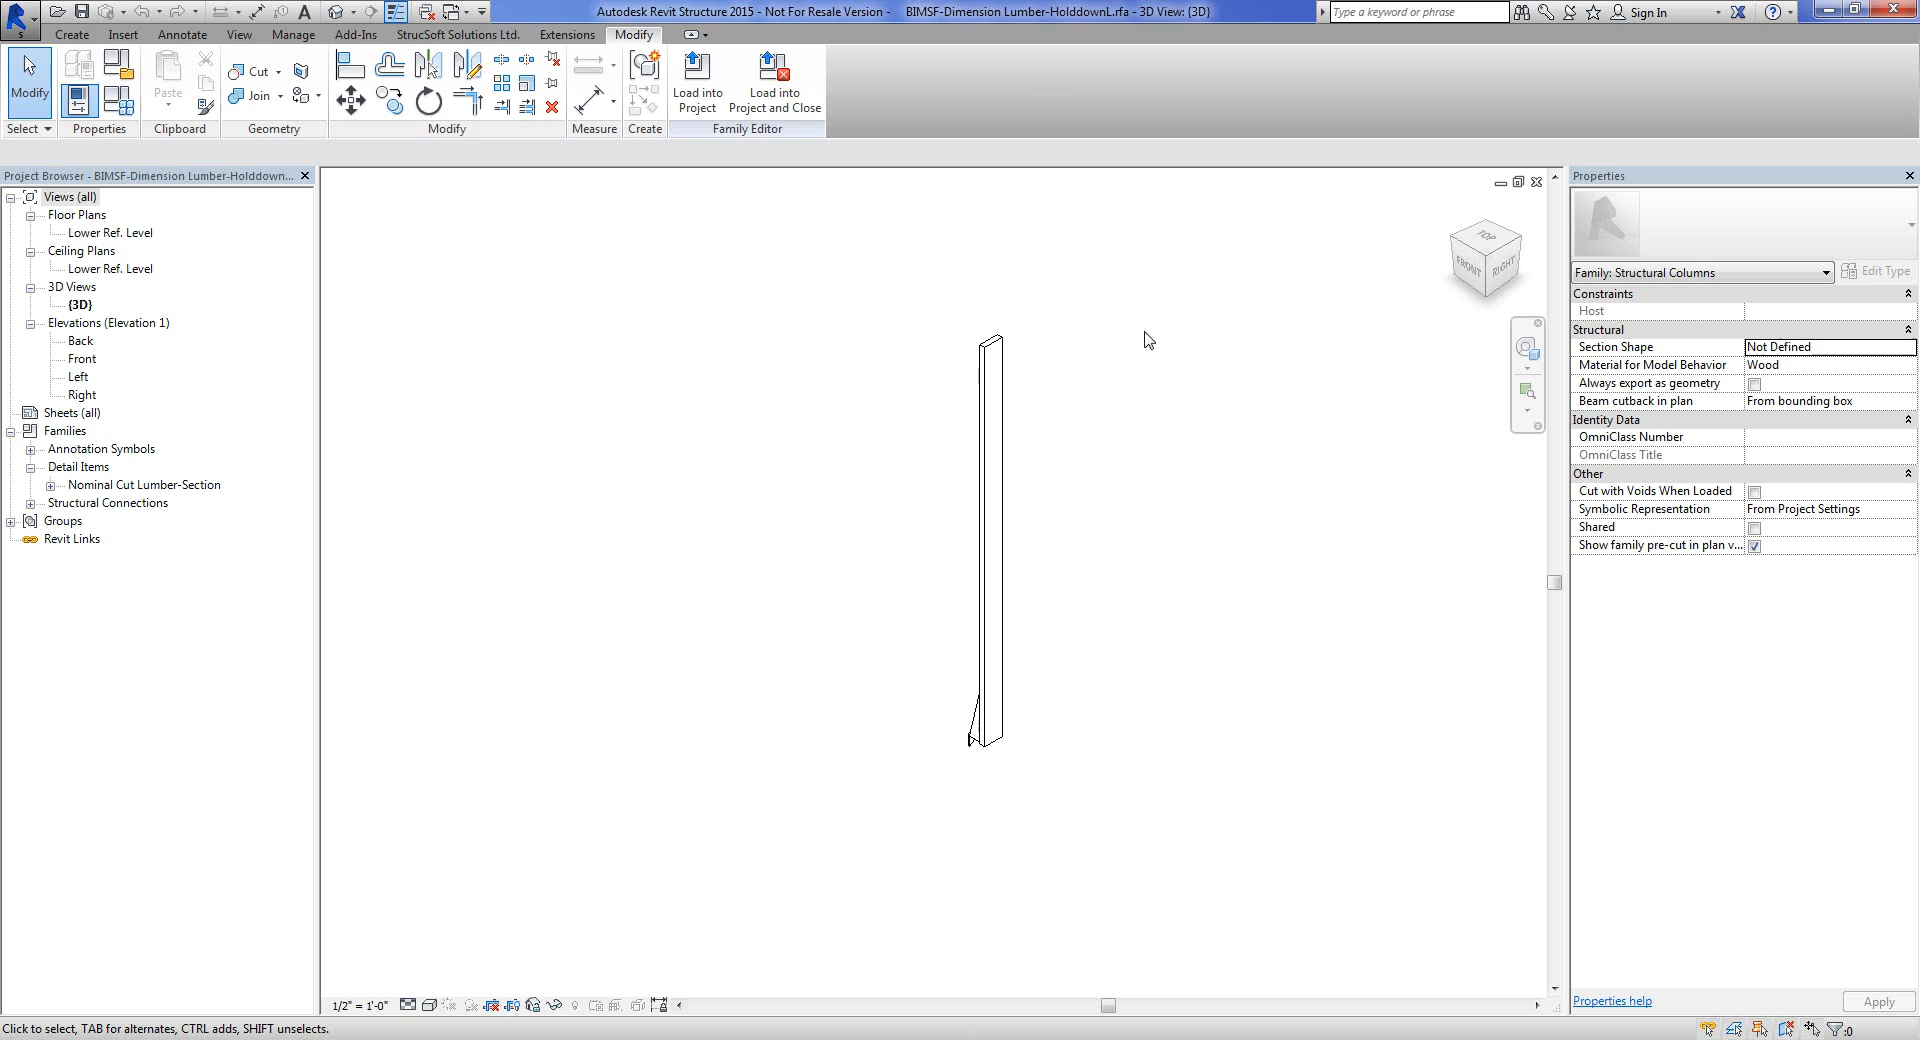 Autodesk Revit Structure 2015 - Not For Resale Version - BIMSF-Dimension Lumber-HolddownL.rfa - 3D View: {3D}
Type a keyword or phrase
Sign In
Create Insert Annotate View Manage Add-Ins StrucSoft Solutions Ltd. Extensions Modify
Modify
Paste
Cut
Join
Load into
Project
Load into
Project and Close
Select Properties Clipboard Geometry Modify Measure Create Family Editor
Project Browser - BIMSF-Dimension Lumber-Holddown...
Views (all)
Floor Plans
Lower Ref. Level
Ceiling Plans
Lower Ref. Level
3D Views
{3D}
Elevations (Elevation 1)
Back
Front
Left
Right
Sheets (all)
Families
Annotation Symbols
Detail Items
Nominal Cut Lumber-Section
Structural Connections
Groups
Revit Links
TOP
FRONT
RIGHT
Properties
Family: Structural Columns
Edit Type
Constraints
Host
Structural
Section Shape Not Defined
Material for Model Behavior Wood
Always export as geometry
Beam cutback in plan From bounding box
Identity Data
OmniClass Number
OmniClass Title
Other
Cut with Voids When Loaded
Symbolic Representation From Project Settings
Shared
Show family pre-cut in plan v...
Properties help
Apply
1/2" = 1'-0"
Click to select, TAB for alternates, CTRL adds, SHIFT unselects.
:0